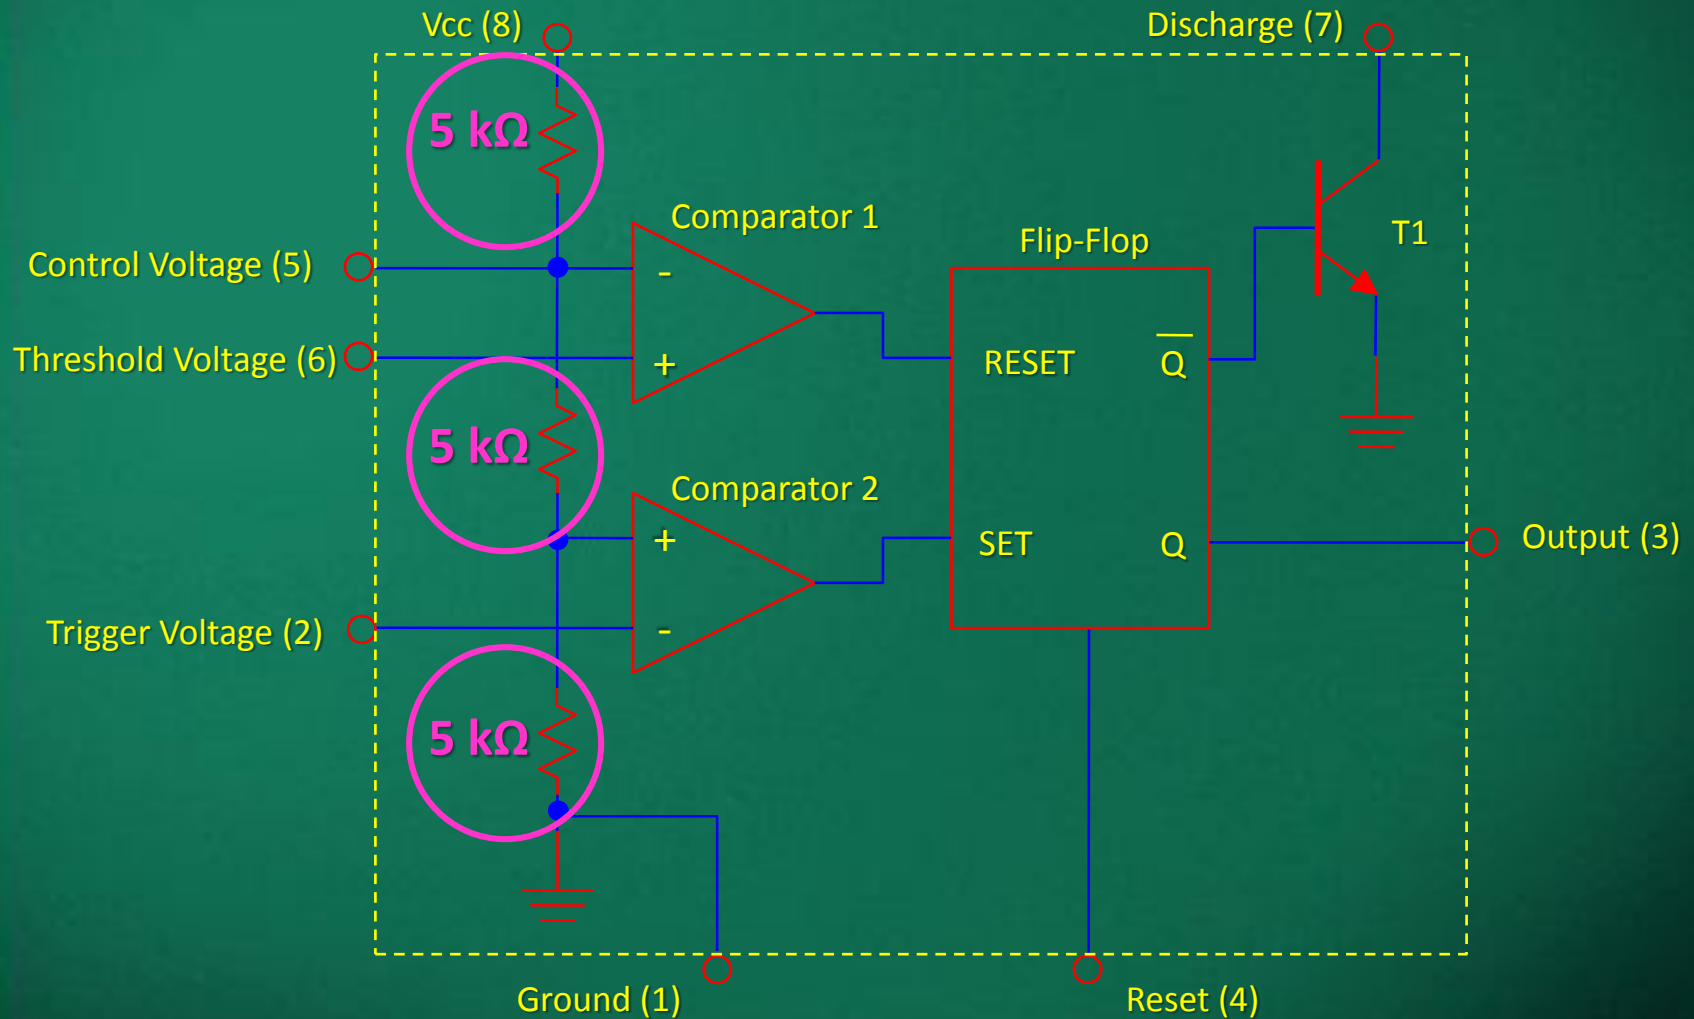 Vcc (8)
Discharge (7)
5 kΩ
Comparator 1
T1
Flip-Flop
Control Voltage (5)
-
Threshold Voltage (6)
+
RESET
Q
5 kΩ
Comparator 2
+
SET
Q
Output (3)
Trigger Voltage (2)
-
5 kΩ
Ground (1)
Reset (4)